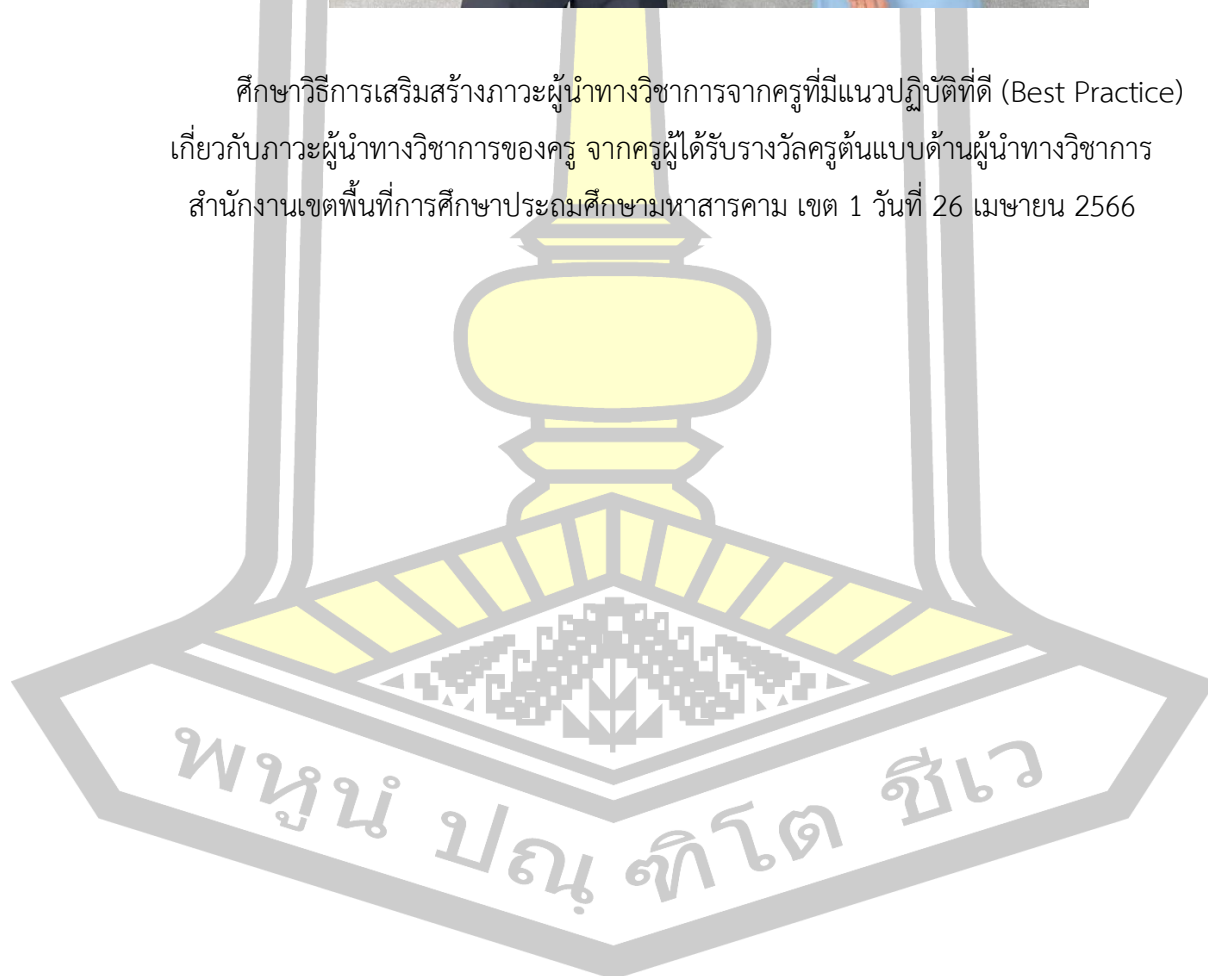 ศึกษาวิธีการเสริมสร้างภาวะผู้นำทางวิชาการจากครูที่มีแนวปฏิบัติที่ดี (Best Practice)
เกี่ยวกับภาวะผู้นำทางวิชาการของครู จากครูผู้ได้รับรางวัลครูต้นแบบด้านผู้นำทางวิชาการ
สำนักงานเขตพื้นที่การศึกษาประถมศึกษามหาสารคาม เขต 1 วันที่ 26 เมษายน 2566
พหูนํ ปณฺ ฑิโต ชีเว